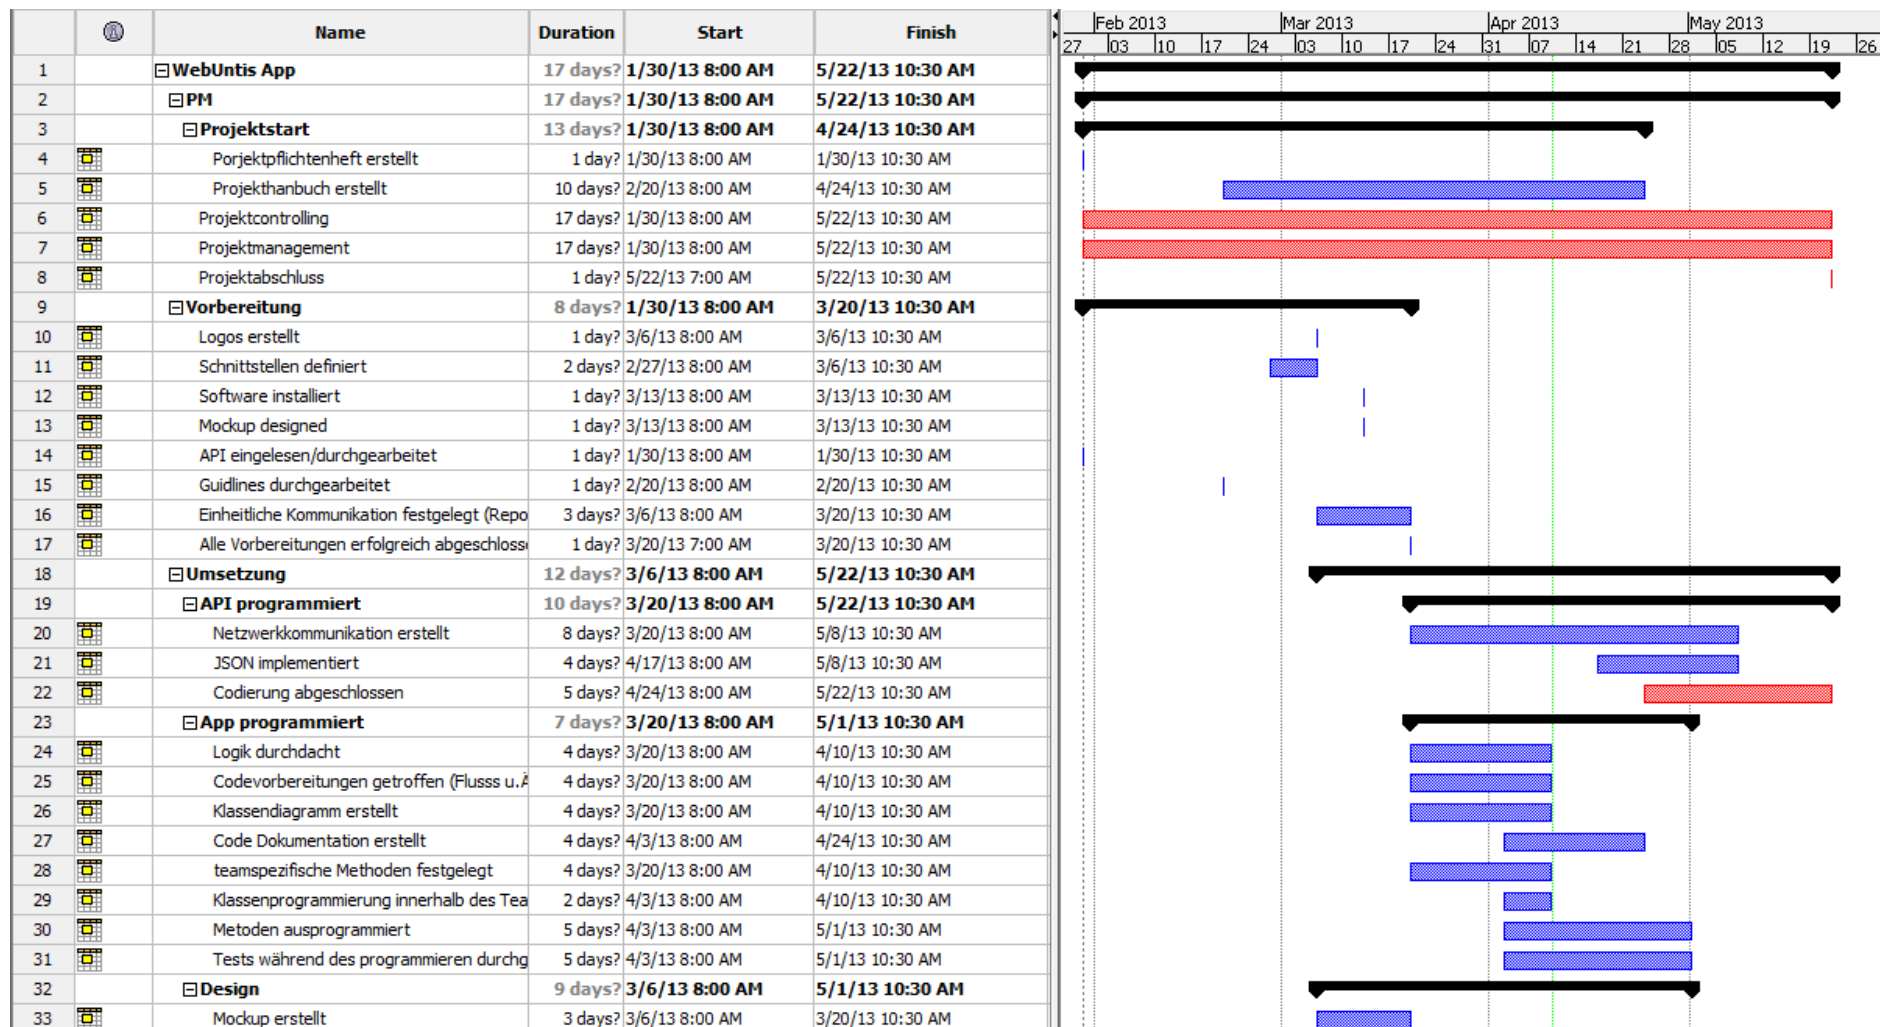 Name Duration Start Finish
Feb 2013 Mar 2013 Apr 2013 May 2013
27 03 10 17 24 03 10 17 24 31 07 14 21 28 05 12 19 26
1 WebUntis App 17 days? 1/30/13 8:00 AM 5/22/13 10:30 AM
2 PM 17 days? 1/30/13 8:00 AM 5/22/13 10:30 AM
3 Projektstart 13 days? 1/30/13 8:00 AM 4/24/13 10:30 AM
4 Porjektpflichtenheft erstellt 1 day? 1/30/13 8:00 AM 1/30/13 10:30 AM
5 Projekthanbuch erstellt 10 days? 2/20/13 8:00 AM 4/24/13 10:30 AM
6 Projektcontrolling 17 days? 1/30/13 8:00 AM 5/22/13 10:30 AM
7 Projektmanagement 17 days? 1/30/13 8:00 AM 5/22/13 10:30 AM
8 Projektabschluss 1 day? 5/22/13 7:00 AM 5/22/13 10:30 AM
9 Vorbereitung 8 days? 1/30/13 8:00 AM 3/20/13 10:30 AM
10 Logos erstellt 1 day? 3/6/13 8:00 AM 3/6/13 10:30 AM
11 Schnittstellen definiert 2 days? 2/27/13 8:00 AM 3/6/13 10:30 AM
12 Software installiert 1 day? 3/13/13 8:00 AM 3/13/13 10:30 AM
13 Mockup designed 1 day? 3/13/13 8:00 AM 3/13/13 10:30 AM
14 API eingelesen/durchgearbeitet 1 day? 1/30/13 8:00 AM 1/30/13 10:30 AM
15 Guidlines durchgearbeitet 1 day? 2/20/13 8:00 AM 2/20/13 10:30 AM
16 Einheitliche Kommunikation festgelegt (Repo 3 days? 3/6/13 8:00 AM 3/20/13 10:30 AM
17 Alle Vorbereitungen erfolgreich abgeschlosse 1 day? 3/20/13 7:00 AM 3/20/13 10:30 AM
18 Umsetzung 12 days? 3/6/13 8:00 AM 5/22/13 10:30 AM
19 API programmiert 10 days? 3/20/13 8:00 AM 5/22/13 10:30 AM
20 Netzwerkkommunikation erstellt 8 days? 3/20/13 8:00 AM 5/8/13 10:30 AM
21 JSON implementiert 4 days? 4/17/13 8:00 AM 5/8/13 10:30 AM
22 Codierung abgeschlossen 5 days? 4/24/13 8:00 AM 5/22/13 10:30 AM
23 App programmiert 7 days? 3/20/13 8:00 AM 5/1/13 10:30 AM
24 Logik durchdacht 4 days? 3/20/13 8:00 AM 4/10/13 10:30 AM
25 Codevorbereitungen getroffen (Flusss u.Ä 4 days? 3/20/13 8:00 AM 4/10/13 10:30 AM
26 Klassendiagramm erstellt 4 days? 3/20/13 8:00 AM 4/10/13 10:30 AM
27 Code Dokumentation erstellt 4 days? 4/3/13 8:00 AM 4/24/13 10:30 AM
28 teamspezifische Methoden festgelegt 4 days? 3/20/13 8:00 AM 4/10/13 10:30 AM
29 Klassenprogrammierung innerhalb des Tea 2 days? 4/3/13 8:00 AM 4/10/13 10:30 AM
30 Metoden ausprogrammiert 5 days? 4/3/13 8:00 AM 5/1/13 10:30 AM
31 Tests während des programmieren durchg 5 days? 4/3/13 8:00 AM 5/1/13 10:30 AM
32 Design 9 days? 3/6/13 8:00 AM 5/1/13 10:30 AM
33 Mockup erstellt 3 days? 3/6/13 8:00 AM 3/20/13 10:30 AM